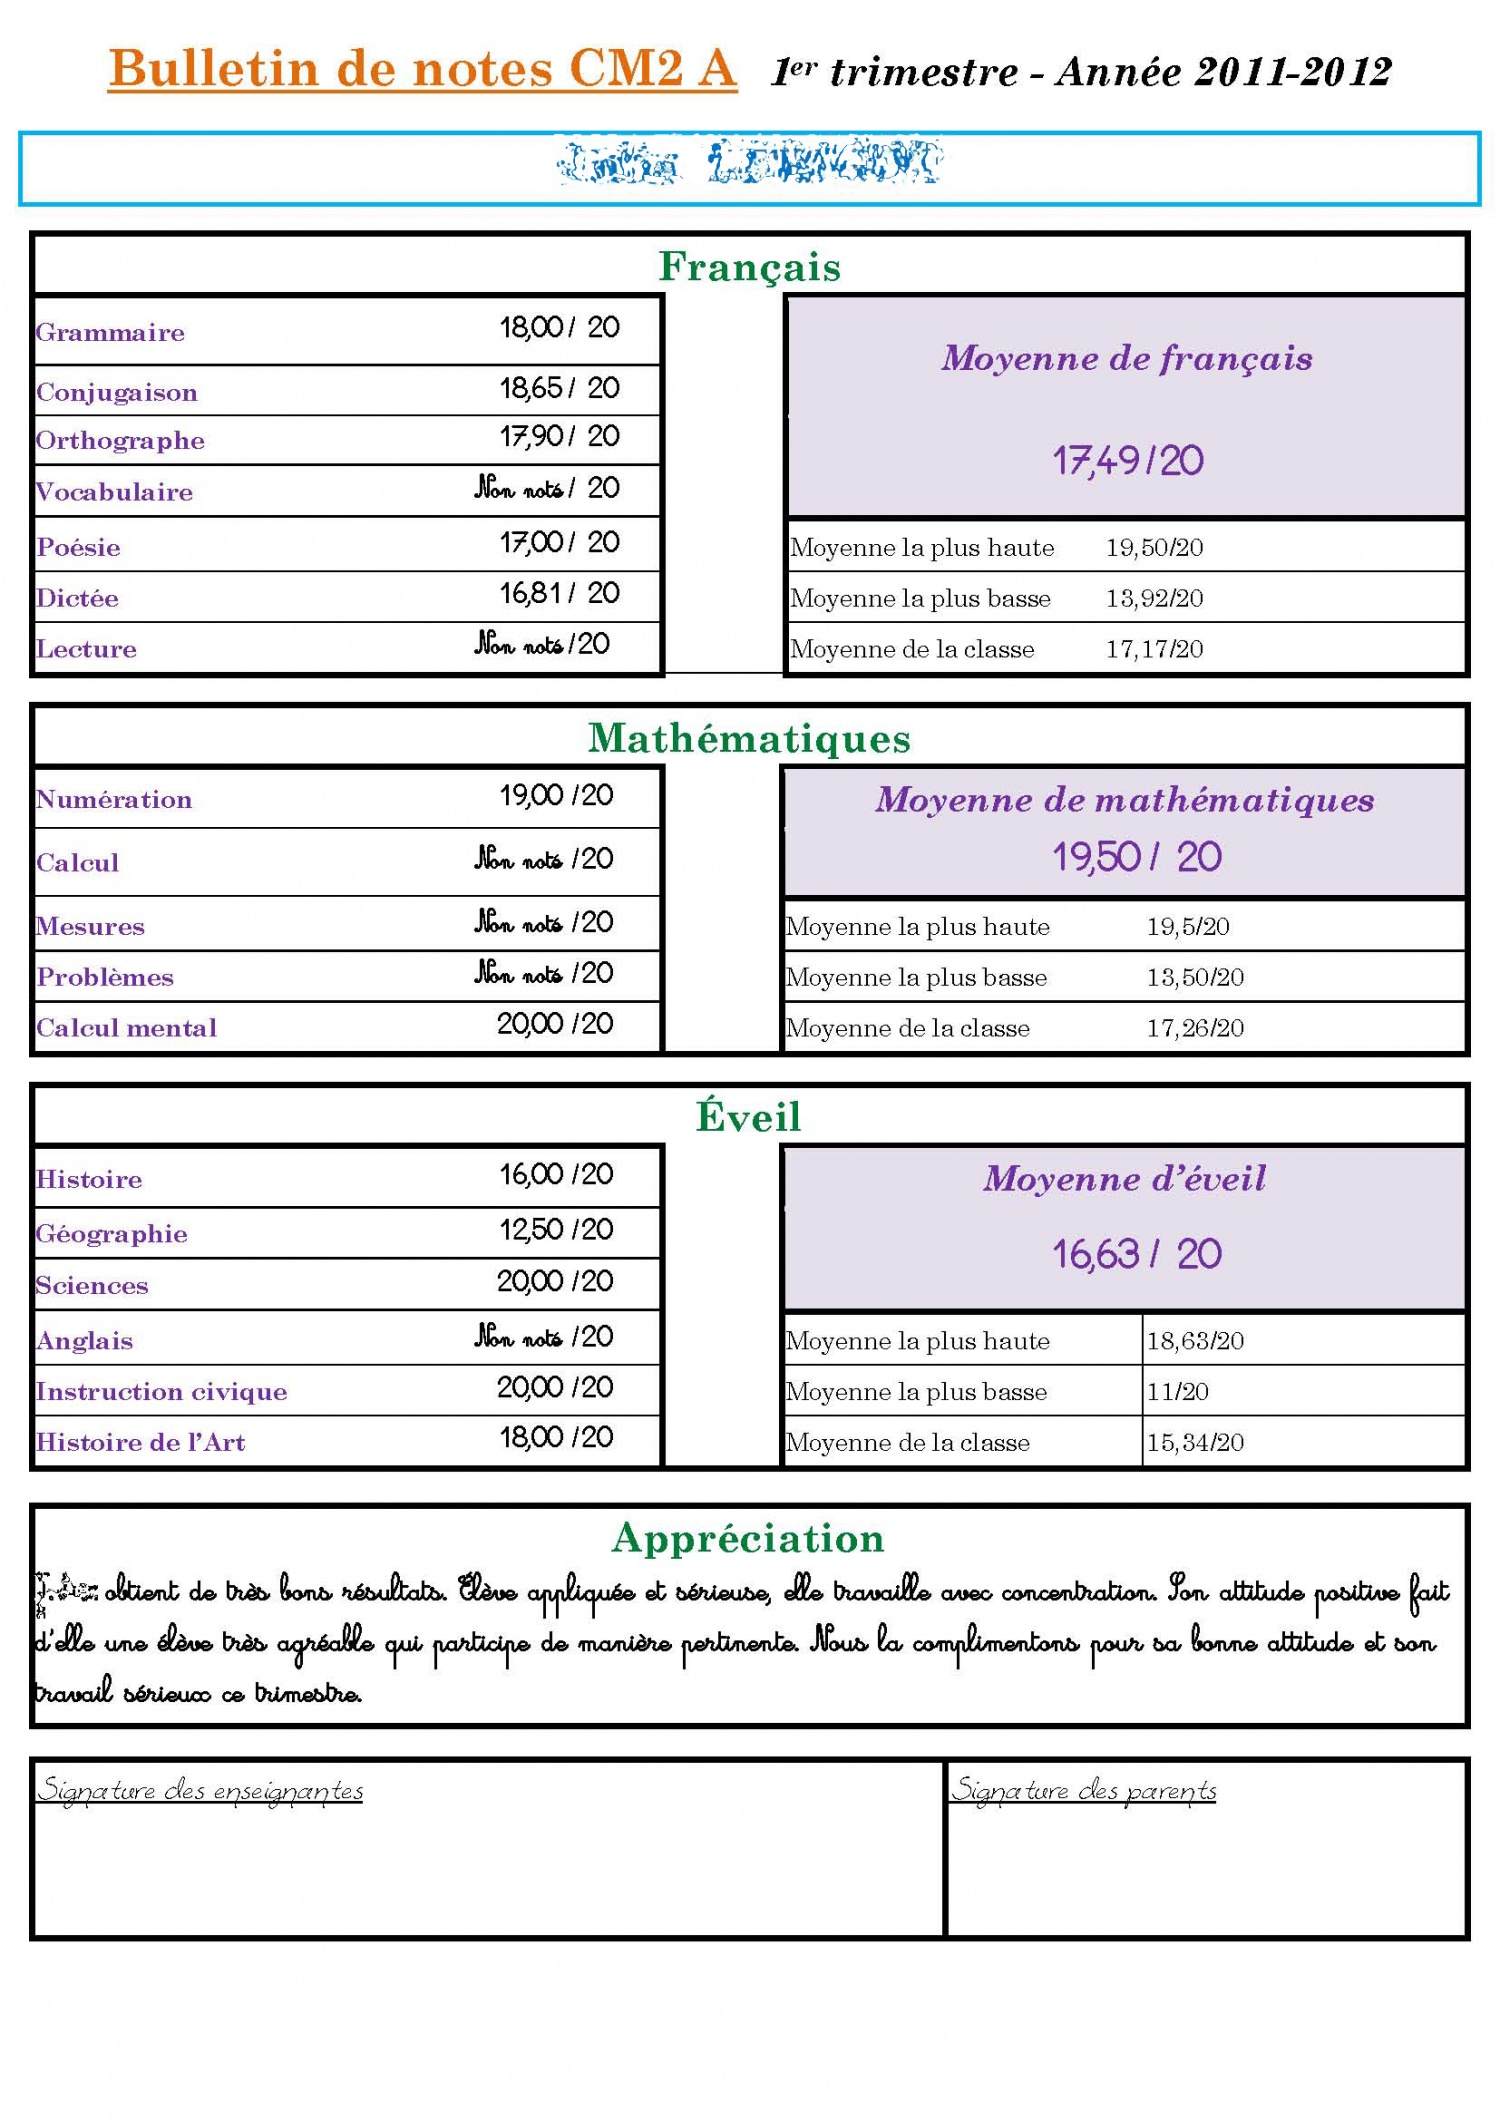 Bulletin de notes CM2 A 1er trimestre - Année 2011-2012
Français
Grammaire 18,00 / 20
Conjugaison 18,65 / 20
Orthographe 17,90 / 20
Vocabulaire Non noté / 20
Poésie 17,00 / 20
Dictée 16,81 / 20
Lecture Non noté /20
Moyenne de français
17,49/20
Moyenne la plus haute 19,50/20
Moyenne la plus basse 13,92/20
Moyenne de la classe 17,17/20
Mathématiques
Numération 19,00 /20
Calcul Non noté /20
Mesures Non noté /20
Problèmes Non noté /20
Calcul mental 20,00 /20
Moyenne de mathématiques
19,50 / 20
Moyenne la plus haute 19,5/20
Moyenne la plus basse 13,50/20
Moyenne de la classe 17,26/20
Éveil
Histoire 16,00 /20
Géographie 12,50 /20
Sciences 20,00 /20
Anglais Non noté /20
Instruction civique 20,00 /20
Histoire de l’Art 18,00 /20
Moyenne d’éveil
16,63 / 20
Moyenne la plus haute 18,63/20
Moyenne la plus basse 11/20
Moyenne de la classe 15,34/20
Appréciation
obtient de très bons résultats. Élève appliquée et sérieuse, elle travaille avec concentration. Son attitude positive fait
d'elle une élève très agréable qui participe de manière pertinente. Nous la complimentons pour sa bonne attitude et son
travail sérieux ce trimestre.
Signature des enseignantes
Signature des parents